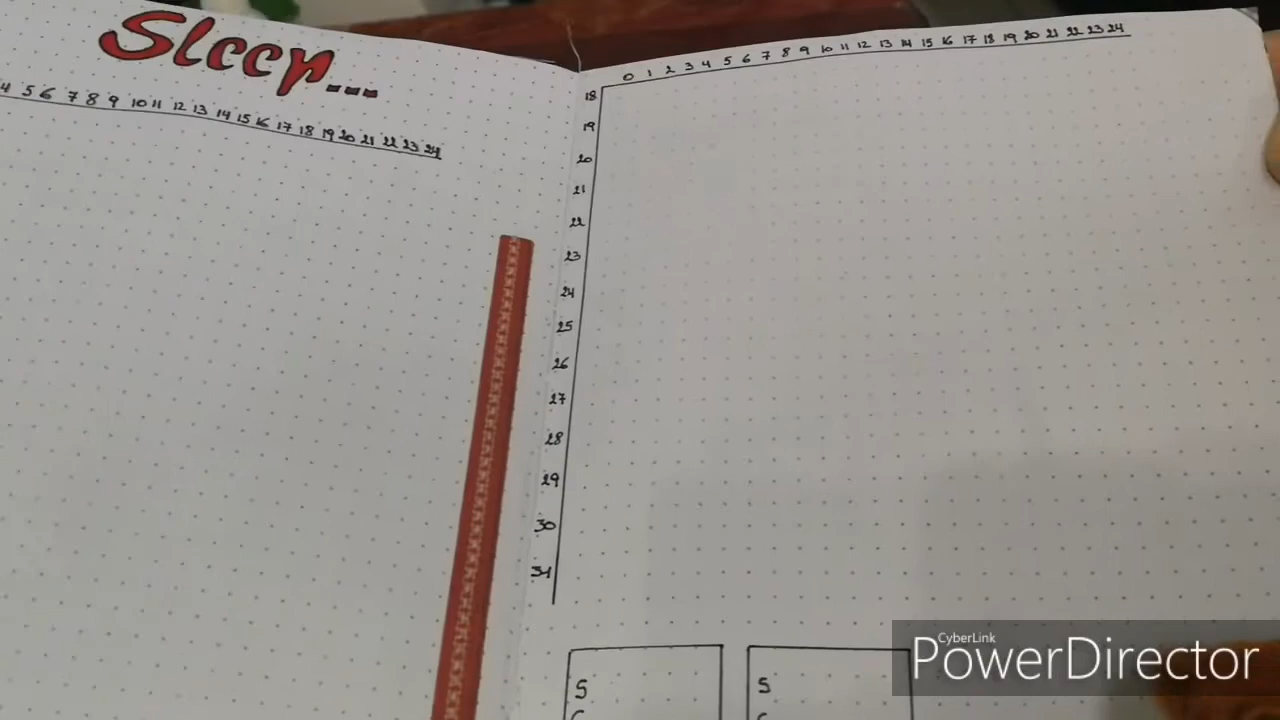 Sleep...
4 5 6 7 8 9 10 11 12 13 14 15 16 17 18 19 20 21 22 23 24
0 1 2 3 4 5 6 7 8 9 10 11 12 13 14 15 16 17 18 19 20 21 22 23 24
18
19
20
21
22
23
24
25
26
27
28
29
30
31
S S
CyberLink
PowerDirector